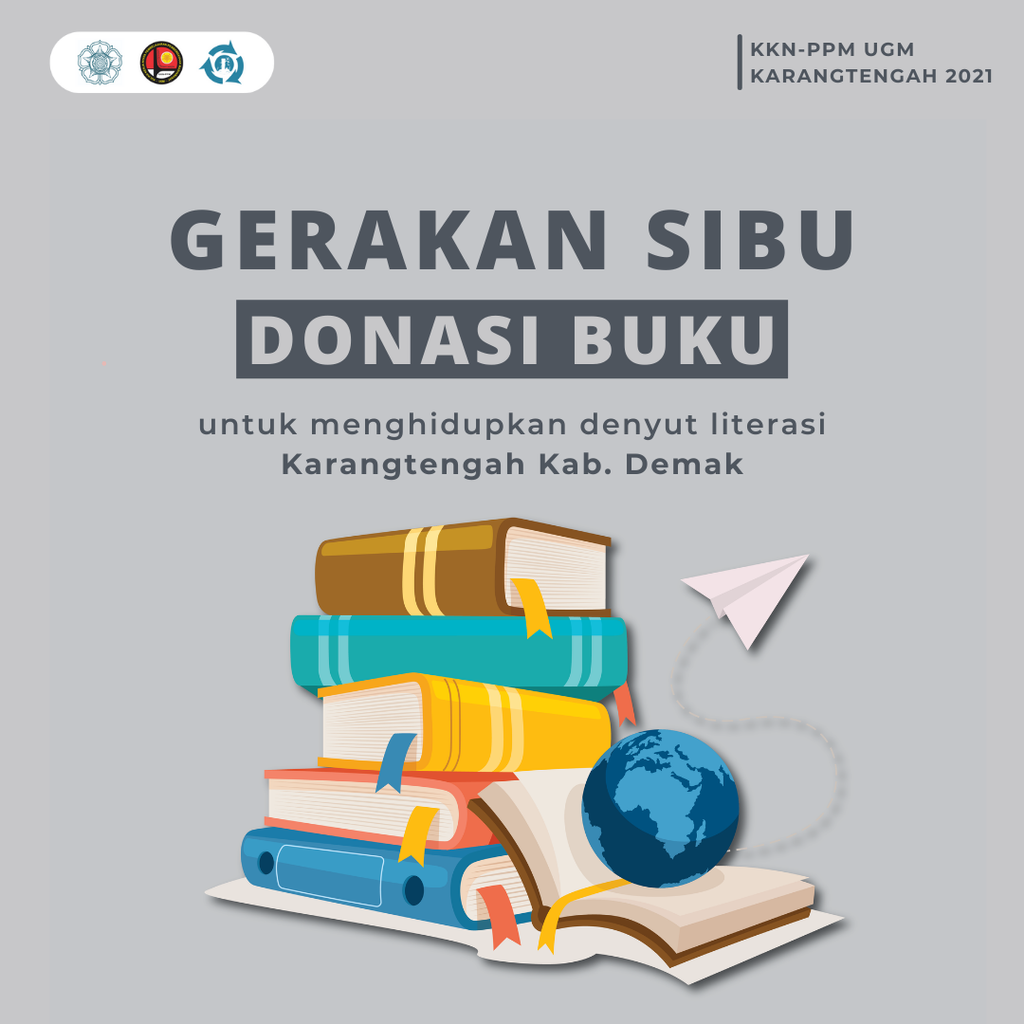 KKN-PPM UGM
KARANGTENGAH 2021
GERAKAN SIBU
DONASI BUKU
untuk menghidupkan denyut literasi
Karangtengah Kab. Demak